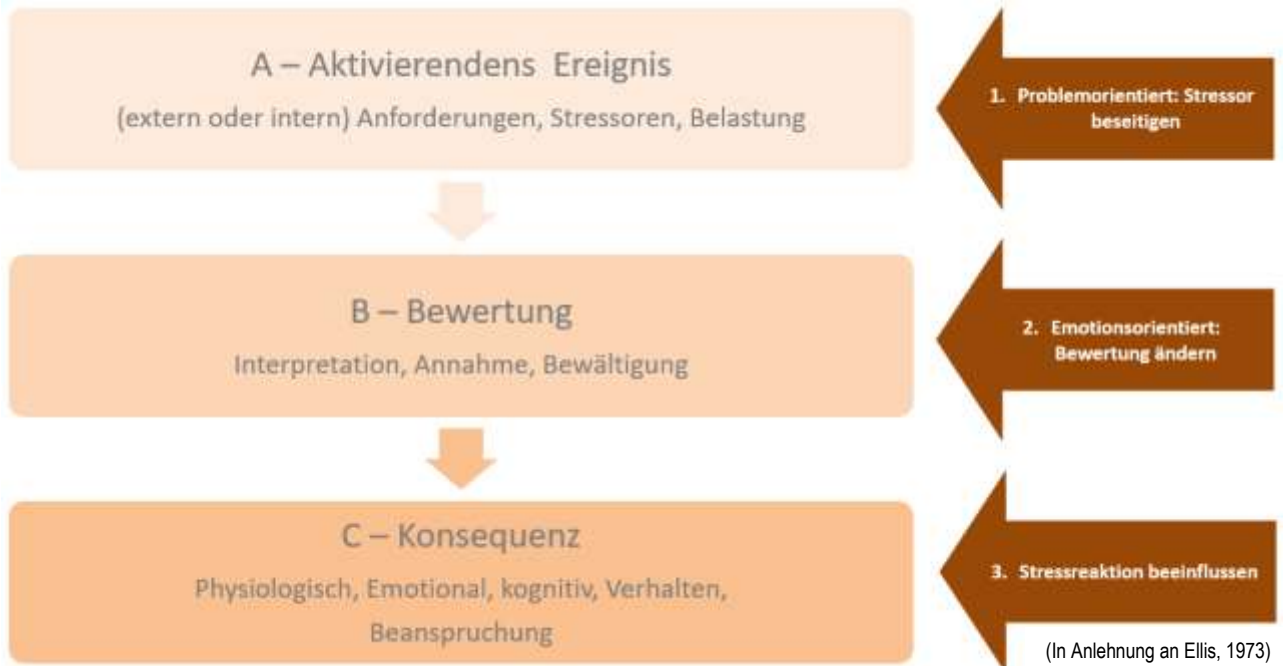 A – Aktivierendens Ereignis
(extern oder intern) Anforderungen, Stressoren, Belastung
1. Problemorientiert: Stressor
beseitigen
B – Bewertung
Interpretation, Annahme, Bewältigung
2. Emotionsorientiert:
Bewertung ändern
C – Konsequenz
Physiologisch, Emotional, kognitiv, Verhalten,
Beanspruchung
3. Stressreaktion beeinflussen
(In Anlehnung an Ellis, 1973)